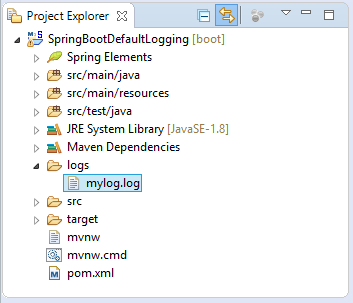 Project Explorer
SpringBootDefaultLogging [boot]
Spring Elements
src/main/java
src/main/resources
src/test/java
JRE System Library [JavaSE-1.8]
Maven Dependencies
logs
mylog.log
src
target
mvnw
mvnw.cmd
pom.xml